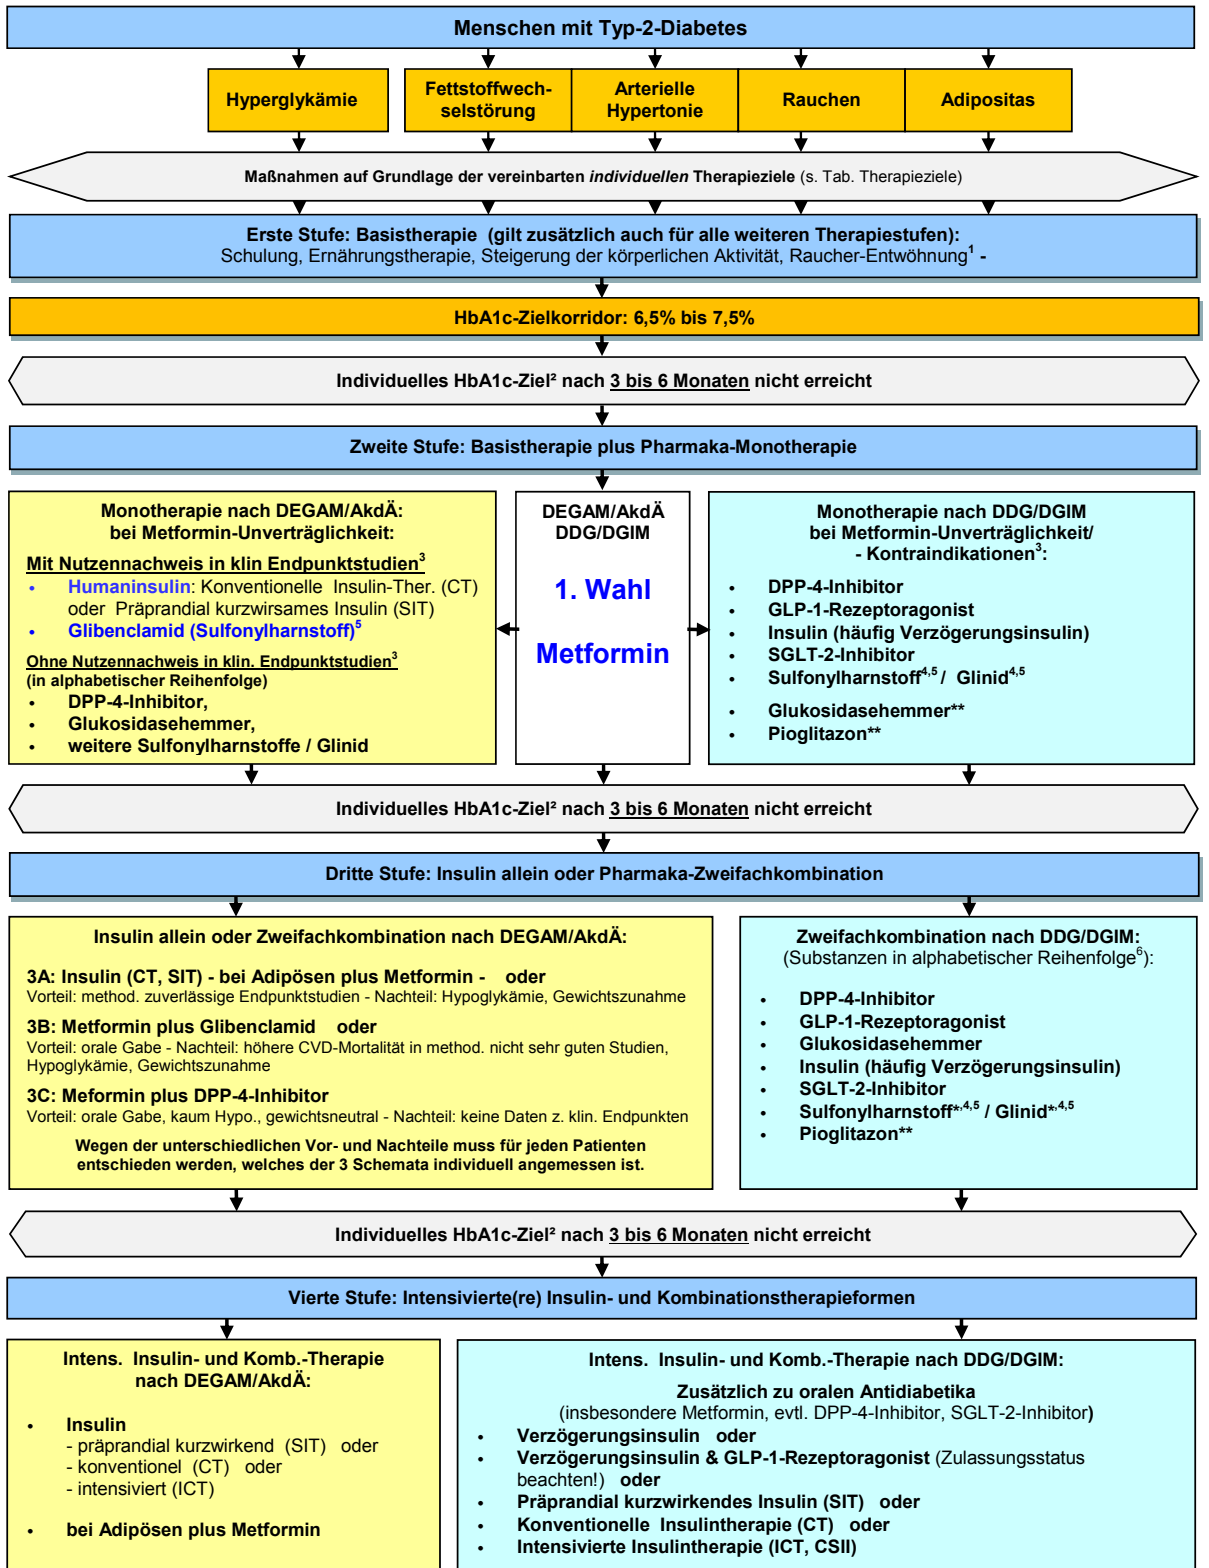 Menschen mit Typ-2-Diabetes
Hyperglykämie
Fettstoffwech-
selstörung
Arterielle
Hypertonie
Rauchen
Adipositas
Maßnahmen auf Grundlage der vereinbarten individuellen Therapieziele (s. Tab. Therapieziele)
Erste Stufe: Basistherapie (gilt zusätzlich auch für alle weiteren Therapiestufen):
Schulung, Ernährungstherapie, Steigerung der körperlichen Aktivität, Raucher-Entwöhnung¹ -
HbA1c-Zielkorridor: 6,5% bis 7,5%
Individuelles HbA1c-Ziel² nach 3 bis 6 Monaten nicht erreicht
Zweite Stufe: Basistherapie plus Pharmaka-Monotherapie
Monotherapie nach DEGAM/AkdÄ:
bei Metformin-Unverträglichkeit:
Mit Nutzennachweis in klin Endpunktstudien³
• Humaninsulin: Konventionelle Insulin-Ther. (CT)
oder Präprandial kurzwirsames Insulin (SIT)
• Glibenclamid (Sulfonylharnstoff)⁵
Ohne Nutzennachweis in klin. Endpunktstudien³
(in alphabetischer Reihenfolge)
• DPP-4-Inhibitor,
• Glukosidasehemmer,
• weitere Sulfonylharnstoffe / Glinid
DEGAM/AkdÄ
DDG/DGIM
1. Wahl
Metformin
Monotherapie nach DDG/DGIM
bei Metformin-Unverträglichkeit/
- Kontraindikationen³:
• DPP-4-Inhibitor
• GLP-1-Rezeptoragonist
• Insulin (häufig Verzögerungsinsulin)
• SGLT-2-Inhibitor
• Sulfonylharnstoff⁴,⁵ / Glinid⁴,⁵
• Glukosidasehemmer**
• Pioglitazon**
Individuelles HbA1c-Ziel² nach 3 bis 6 Monaten nicht erreicht
Dritte Stufe: Insulin allein oder Pharmaka-Zweifachkombination
Insulin allein oder Zweifachkombination nach DEGAM/AkdÄ:
3A: Insulin (CT, SIT) - bei Adipösen plus Metformin - oder
Vorteil: method. zuverlässige Endpunktstudien - Nachteil: Hypoglykämie, Gewichtszunahme
3B: Metformin plus Glibenclamid oder
Vorteil: orale Gabe - Nachteil: höhere CVD-Mortalität in method. nicht sehr guten Studien,
Hypoglykämie, Gewichtszunahme
3C: Meformin plus DPP-4-Inhibitor
Vorteil: orale Gabe, kaum Hypo., gewichtsneutral - Nachteil: keine Daten z. klin. Endpunkten
Wegen der unterschiedlichen Vor- und Nachteile muss für jeden Patienten
entschieden werden, welches der 3 Schemata individuell angemessen ist.
Zweifachkombination nach DDG/DGIM:
(Substanzen in alphabetischer Reihenfolge⁶):
• DPP-4-Inhibitor
• GLP-1-Rezeptoragonist
• Glukosidasehemmer
• Insulin (häufig Verzögerungsinsulin)
• SGLT-2-Inhibitor
• Sulfonylharnstoff*,⁴,⁵ / Glinid*,⁴,⁵
• Pioglitazon**
Individuelles HbA1c-Ziel² nach 3 bis 6 Monaten nicht erreicht
Vierte Stufe: Intensivierte(re) Insulin- und Kombinationstherapieformen
Intens. Insulin- und Komb.-Therapie
nach DEGAM/AkdÄ:
• Insulin
- präprandial kurzwirkend (SIT) oder
- konventionel (CT) oder
- intensiviert (ICT)
• bei Adipösen plus Metformin
Intens. Insulin- und Komb.-Therapie nach DDG/DGIM:
Zusätzlich zu oralen Antidiabetika
(insbesondere Metformin, evtl. DPP-4-Inhibitor, SGLT-2-Inhibitor)
• Verzögerungsinsulin oder
• Verzögerungsinsulin & GLP-1-Rezeptoragonist (Zulassungsstatus
beachten!) oder
• Präprandial kurzwirkendes Insulin (SIT) oder
• Konventionelle Insulintherapie (CT) oder
• Intensivierte Insulintherapie (ICT, CSII)